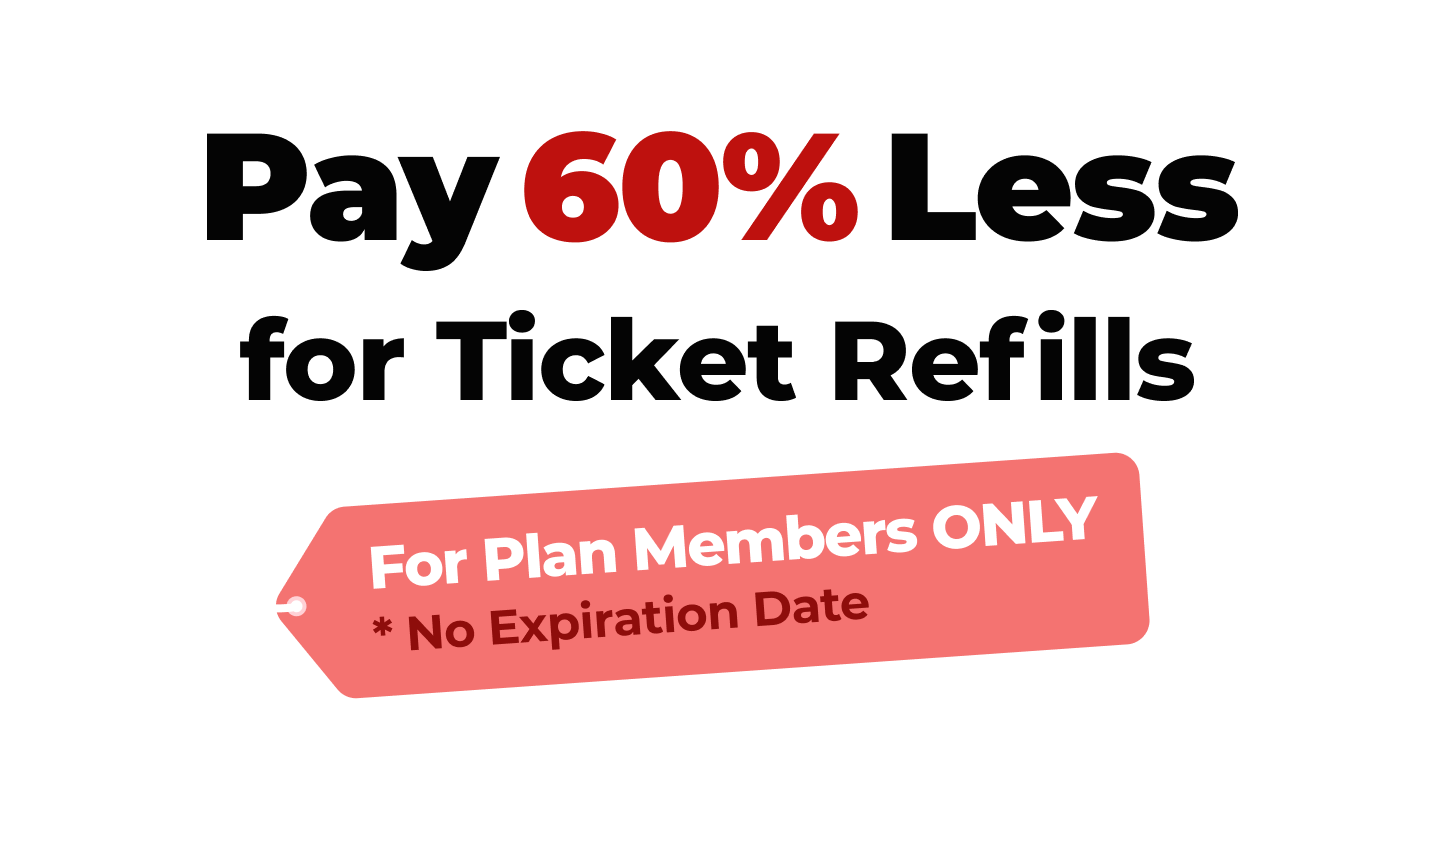 Pay 60% Less
for Ticket Refills
For Plan Members ONLY
* No Expiration Date